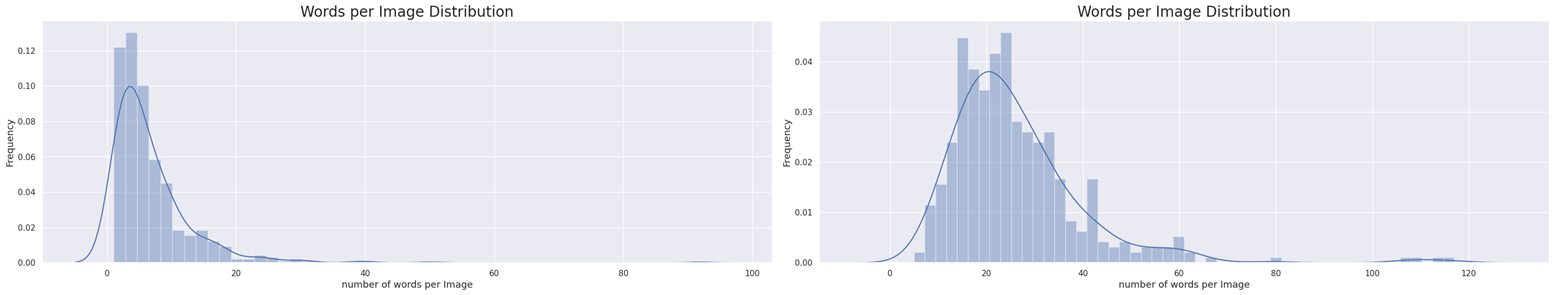 Words per Image Distribution
Frequency
0.12
0.10
0.08
0.06
0.04
0.02
0.00
0 20 40 60 80 100
number of words per Image
Words per Image Distribution
Frequency
0.04
0.03
0.02
0.01
0.00
0 20 40 60 80 100 120
number of words per Image